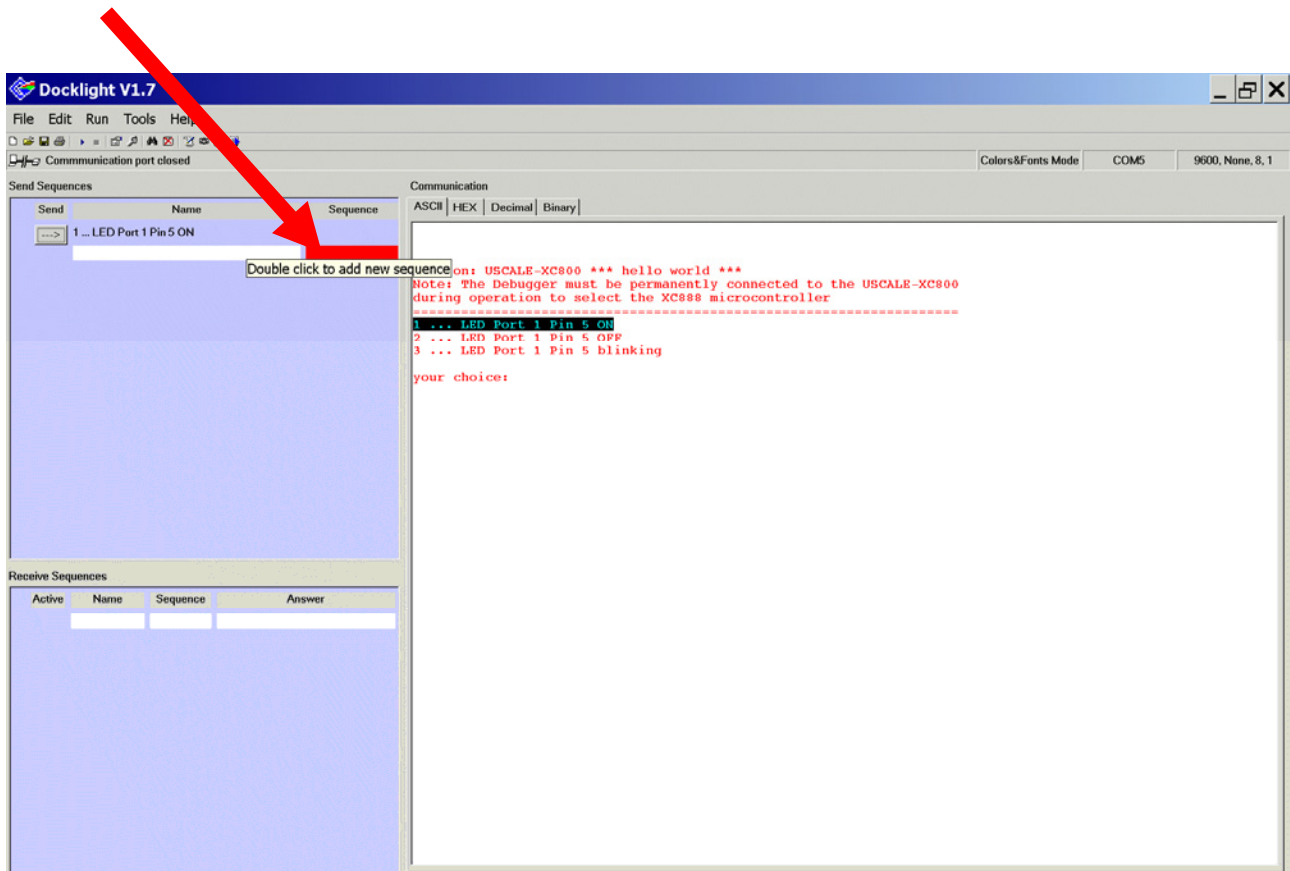 Docklight V1.7
File Edit Run Tools Help
Commmunication port closed
Colors&Fonts Mode COM5 9600, None, 8, 1
Send Sequences
Send Name Sequence
---> 1 ... LED Port 1 Pin 5 ON
Double click to add new sequence
Receive Sequences
Active Name Sequence Answer
Communication
ASCII HEX Decimal Binary
on: USCALE-XC800 *** hello world ***
Note: The Debugger must be permanently connected to the USCALE-XC800
during operation to select the XC888 microcontroller
====================================================================
1 ... LED Port 1 Pin 5 ON
2 ... LED Port 1 Pin 5 OFF
3 ... LED Port 1 Pin 5 blinking
your choice: